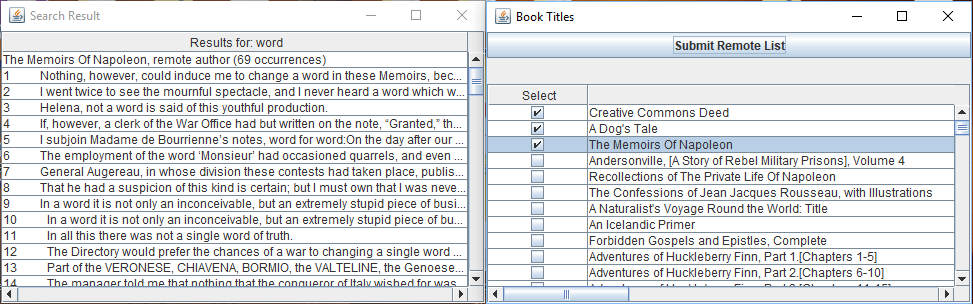 Search Result
Results for: word
The Memoirs Of Napoleon, remote author (69 occurrences)
1 Nothing, however, could induce me to change a word in these Memoirs, bec...
2 I went twice to see the mournful spectacle, and I never heard a word which w...
3 Helena, not a word is said of this youthful production.
4 If, however, a clerk of the War Office had but written on the note, “Granted,” th...
5 I subjoin Madame de Bourrienne’s notes, word for word:On the day after our ...
6 The employment of the word ‘Monsieur’ had occasioned quarrels, and even ...
7 General Augereau, in whose division these contests had taken place, publis...
8 That he had a suspicion of this kind is certain; but I must own that I was neve...
9 In a word it is not only an inconceivable, but an extremely stupid piece of busi...
10 In a word it is not only an inconceivable, but an extremely stupid piece of bu...
11 In all this there was not a single word of truth.
12 The Directory would prefer the chances of a war to changing a single word ...
13 Part of the VERONESE, CHIAVENA, BORMIO, the VALTELINE, the Genoese...
14 The manager told me that nothing that the conqueror of Italy wished for was...
Book Titles
Submit Remote List
Select
Creative Commons Deed
A Dog's Tale
The Memoirs Of Napoleon
Andersonville, [A Story of Rebel Military Prisons], Volume 4
Recollections of The Private Life Of Napoleon
The Confessions of Jean Jacques Rousseau, with Illustrations
A Naturalist's Voyage Round the World: Title
An Icelandic Primer
Forbidden Gospels and Epistles, Complete
Adventures of Huckleberry Finn, Part 1.[Chapters 1-5]
Adventures of Huckleberry Finn, Part 2.[Chapters 6-10]
Adventures of Huckleberry Finn, Part 3.[Chapters 11-15]